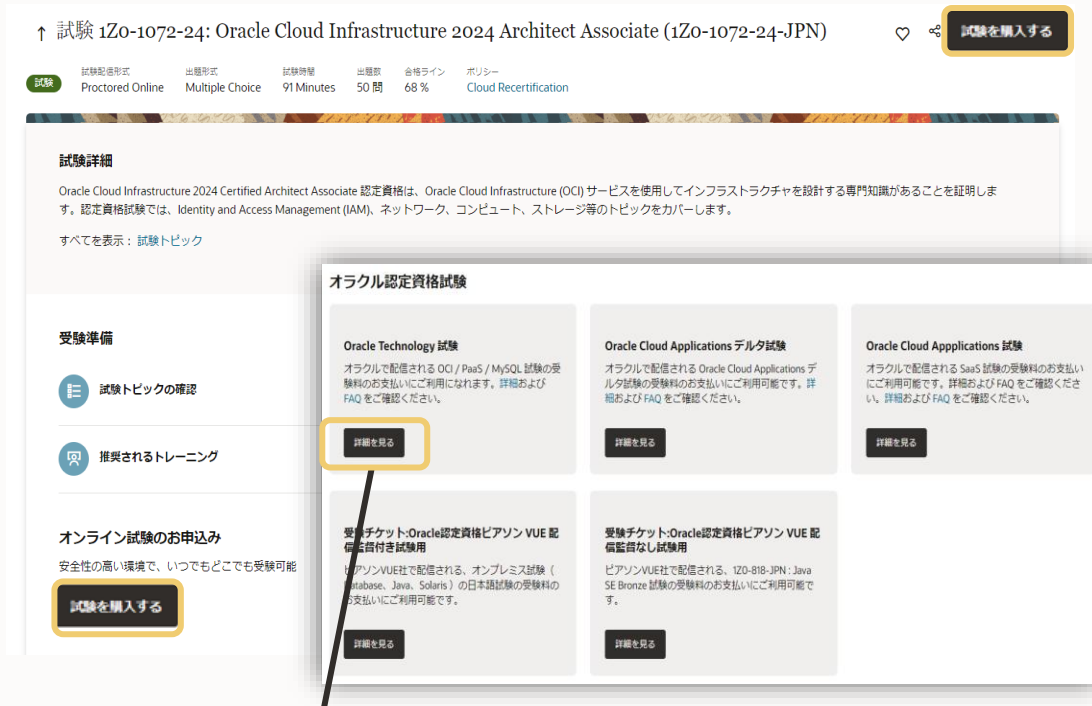 試験 1Z0-1072-24: Oracle Cloud Infrastructure 2024 Architect Associate (1Z0-1072-24-JPN)
試験を購入する
試験
試験配信形式
Proctored Online
出題形式
Multiple Choice
試験時間
91 Minutes
出題数
50 問
合格ライン
68 %
ポリシー
Cloud Recertification
試験詳細
Oracle Cloud Infrastructure 2024 Certified Architect Associate 認定資格は、Oracle Cloud Infrastructure (OCI) サービスを使用してインフラストラクチャを設計する専門知識があることを証明しま
す。認定資格試験では、Identity and Access Management (IAM)、ネットワーク、コンピュート、ストレージ等のトピックをカバーします。
すべてを表示： 試験トピック
受験準備
試験トピックの確認
推奨されるトレーニング
オンライン試験のお申込み
安全性の高い環境で、いつでもどこでも受験可能
試験を購入する
オラクル認定資格試験
Oracle Technology 試験
オラクルで配信される OCI / PaaS / MySQL 試験の受
験料のお支払いにご利用になれます。詳細および
FAQ をご確認ください。
詳細を見る
Oracle Cloud Applications デルタ試験
オラクルで配信される Oracle Cloud Applications デ
ルタ試験の受験料のお支払いにご利用可能です。詳
細および FAQ をご確認ください。
詳細を見る
Oracle Cloud Appplications 試験
オラクルで配信される SaaS 試験の受験料のお支払い
にご利用可能です。詳細および FAQ をご確認くださ
い。詳細および FAQ をご確認ください。
詳細を見る
受験チケット:Oracle認定資格ピアソン VUE 配
信監督付き試験用
ピアソンVUE社で配信される、オンプレミス試験（
Database、Java、Solaris ）の日本語試験の受験料の
お支払いにご利用可能です。
詳細を見る
受験チケット:Oracle認定資格ピアソン VUE 配
信監督なし試験用
ピアソンVUE社で配信される、1Z0-818-JPN : Java
SE Bronze 試験の受験料のお支払いにご利用可能で
す。
詳細を見る